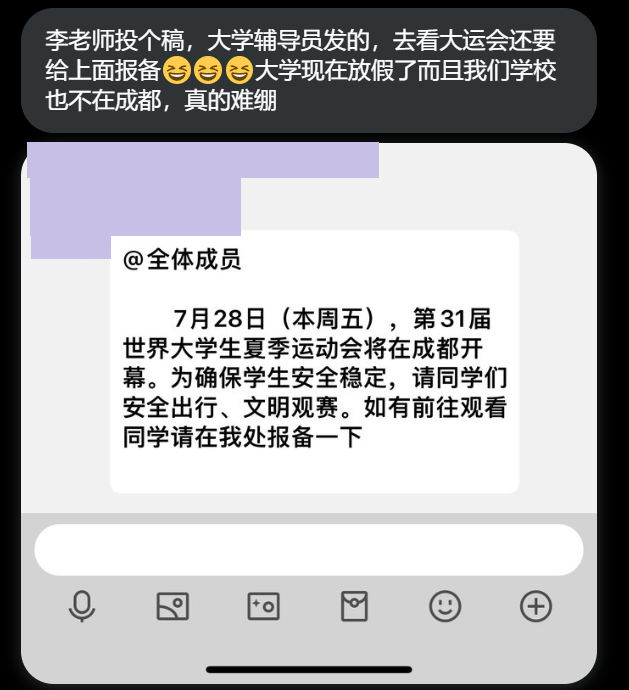 李老师投个稿，大学辅导员发的，去看大运会还要
给上面报备😆😆😆大学现在放假了而且我们学校
也不在成都，真的难绷
@全体成员
7月28日（本周五），第31届
世界大学生夏季运动会将在成都开
幕。为确保学生安全稳定，请同学们
安全出行、文明观赛。如有前往观看
同学请在我处报备一下